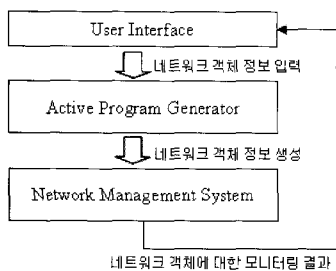 User Interface
네트워크 객체 정보 입력
Active Program Generator
네트워크 객체 정보 생성
Network Management System
네트워크 객체에 대한 모니터링 결과